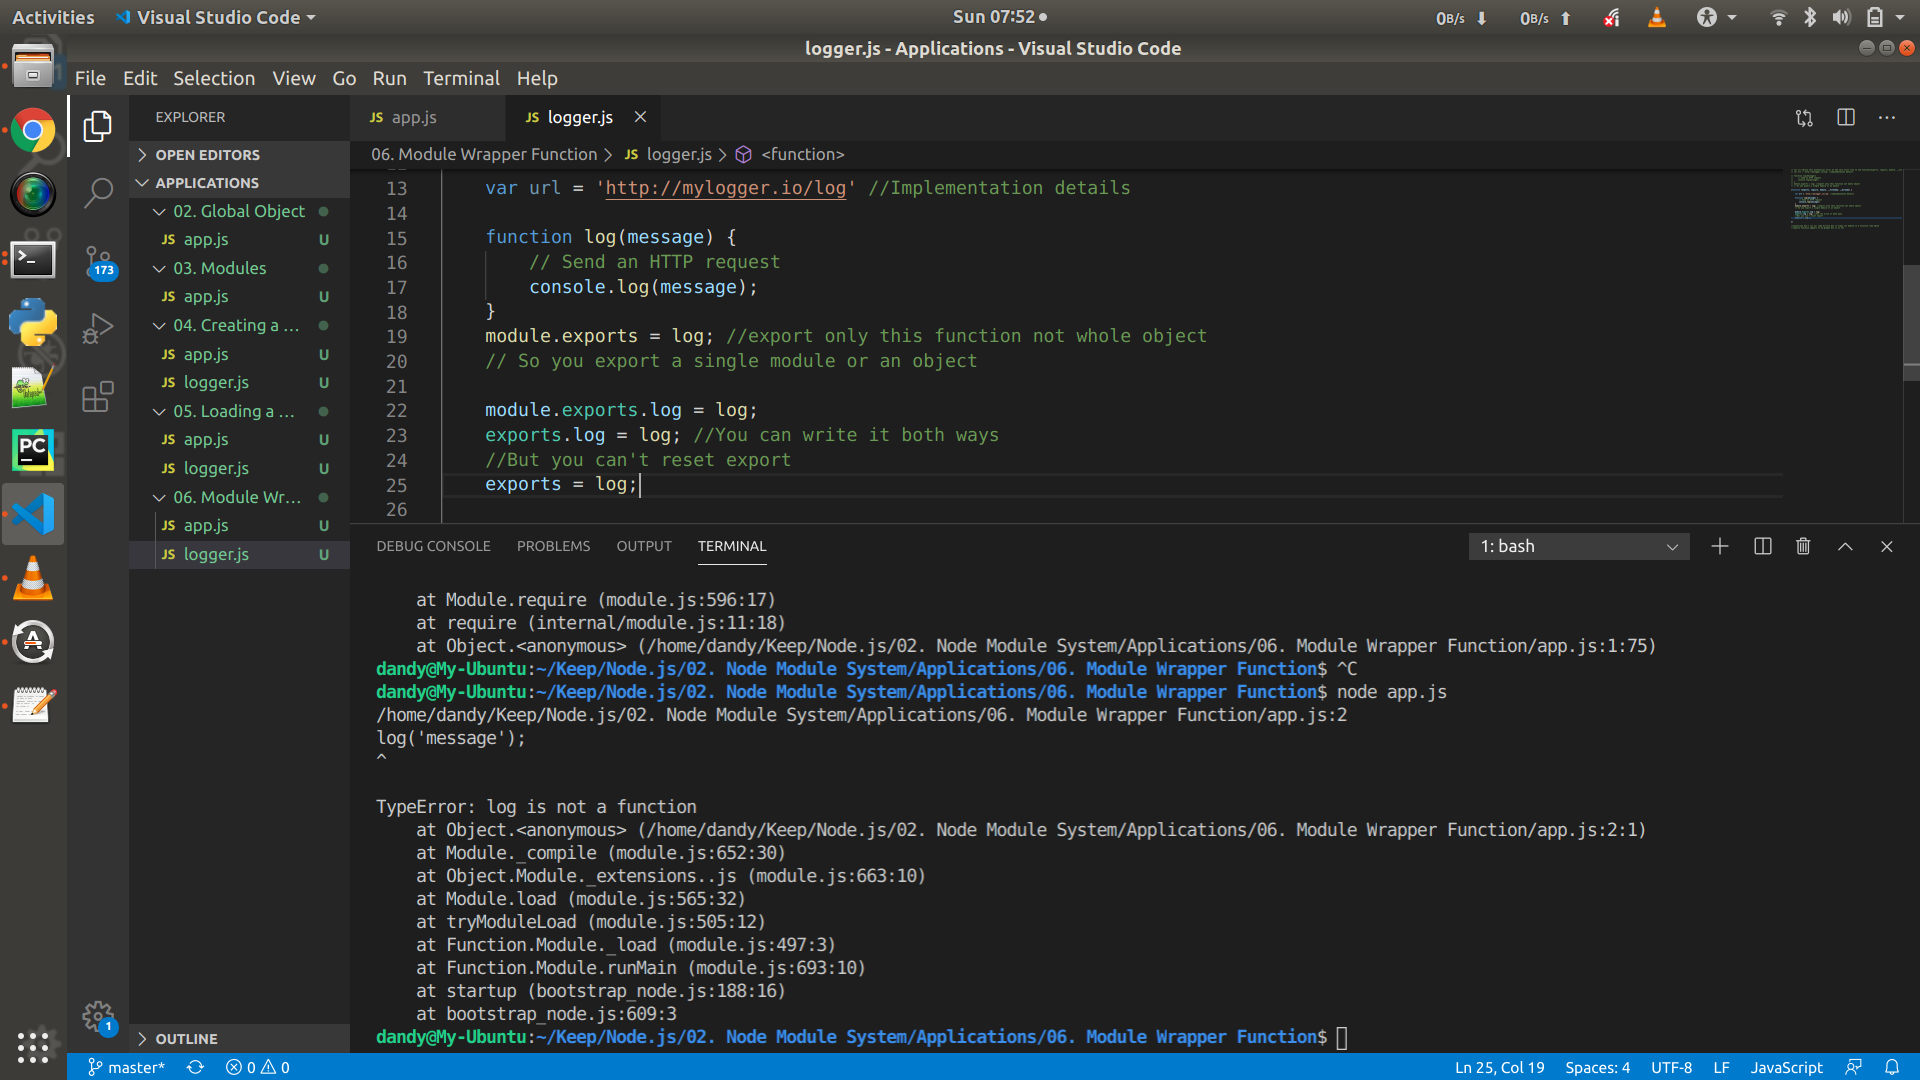 Activities
Visual Studio Code
Sun 07:52
0B/s
0B/s
logger.js - Applications - Visual Studio Code
File Edit Selection View Go Run Terminal Help
EXPLORER
OPEN EDITORS
APPLICATIONS
02. Global Object
JS app.js U
03. Modules
JS app.js U
04. Creating a ...
JS app.js U
JS logger.js U
05. Loading a ...
JS app.js U
JS logger.js U
06. Module Wr...
JS app.js U
JS logger.js U
OUTLINE
173
1
PC
JS app.js
JS logger.js
06. Module Wrapper Function > JS logger.js > <function>
13 var url = 'http://mylogger.io/log' //Implementation details
14
15 function log(message) {
16 // Send an HTTP request
17 console.log(message);
18 }
19 module.exports = log; //export only this function not whole object
20 // So you export a single module or an object
21
22 module.exports.log = log;
23 exports.log = log; //You can write it both ways
24 //But you can't reset export
25 exports = log;
26
DEBUG CONSOLE PROBLEMS OUTPUT TERMINAL
1: bash
at Module.require (module.js:596:17)
at require (internal/module.js:11:18)
at Object.<anonymous> (/home/dandy/Keep/Node.js/02. Node Module System/Applications/06. Module Wrapper Function/app.js:1:75)
dandy@My-Ubuntu:~/Keep/Node.js/02. Node Module System/Applications/06. Module Wrapper Function$ ^C
dandy@My-Ubuntu:~/Keep/Node.js/02. Node Module System/Applications/06. Module Wrapper Function$ node app.js
/home/dandy/Keep/Node.js/02. Node Module System/Applications/06. Module Wrapper Function/app.js:2
log('message');
^
TypeError: log is not a function
at Object.<anonymous> (/home/dandy/Keep/Node.js/02. Node Module System/Applications/06. Module Wrapper Function/app.js:2:1)
at Module._compile (module.js:652:30)
at Object.Module._extensions..js (module.js:663:10)
at Module.load (module.js:565:32)
at tryModuleLoad (module.js:505:12)
at Function.Module._load (module.js:497:3)
at Function.Module.runMain (module.js:693:10)
at startup (bootstrap_node.js:188:16)
at bootstrap_node.js:609:3
dandy@My-Ubuntu:~/Keep/Node.js/02. Node Module System/Applications/06. Module Wrapper Function$
master* 0 0
Ln 25, Col 19 Spaces: 4 UTF-8 LF JavaScript